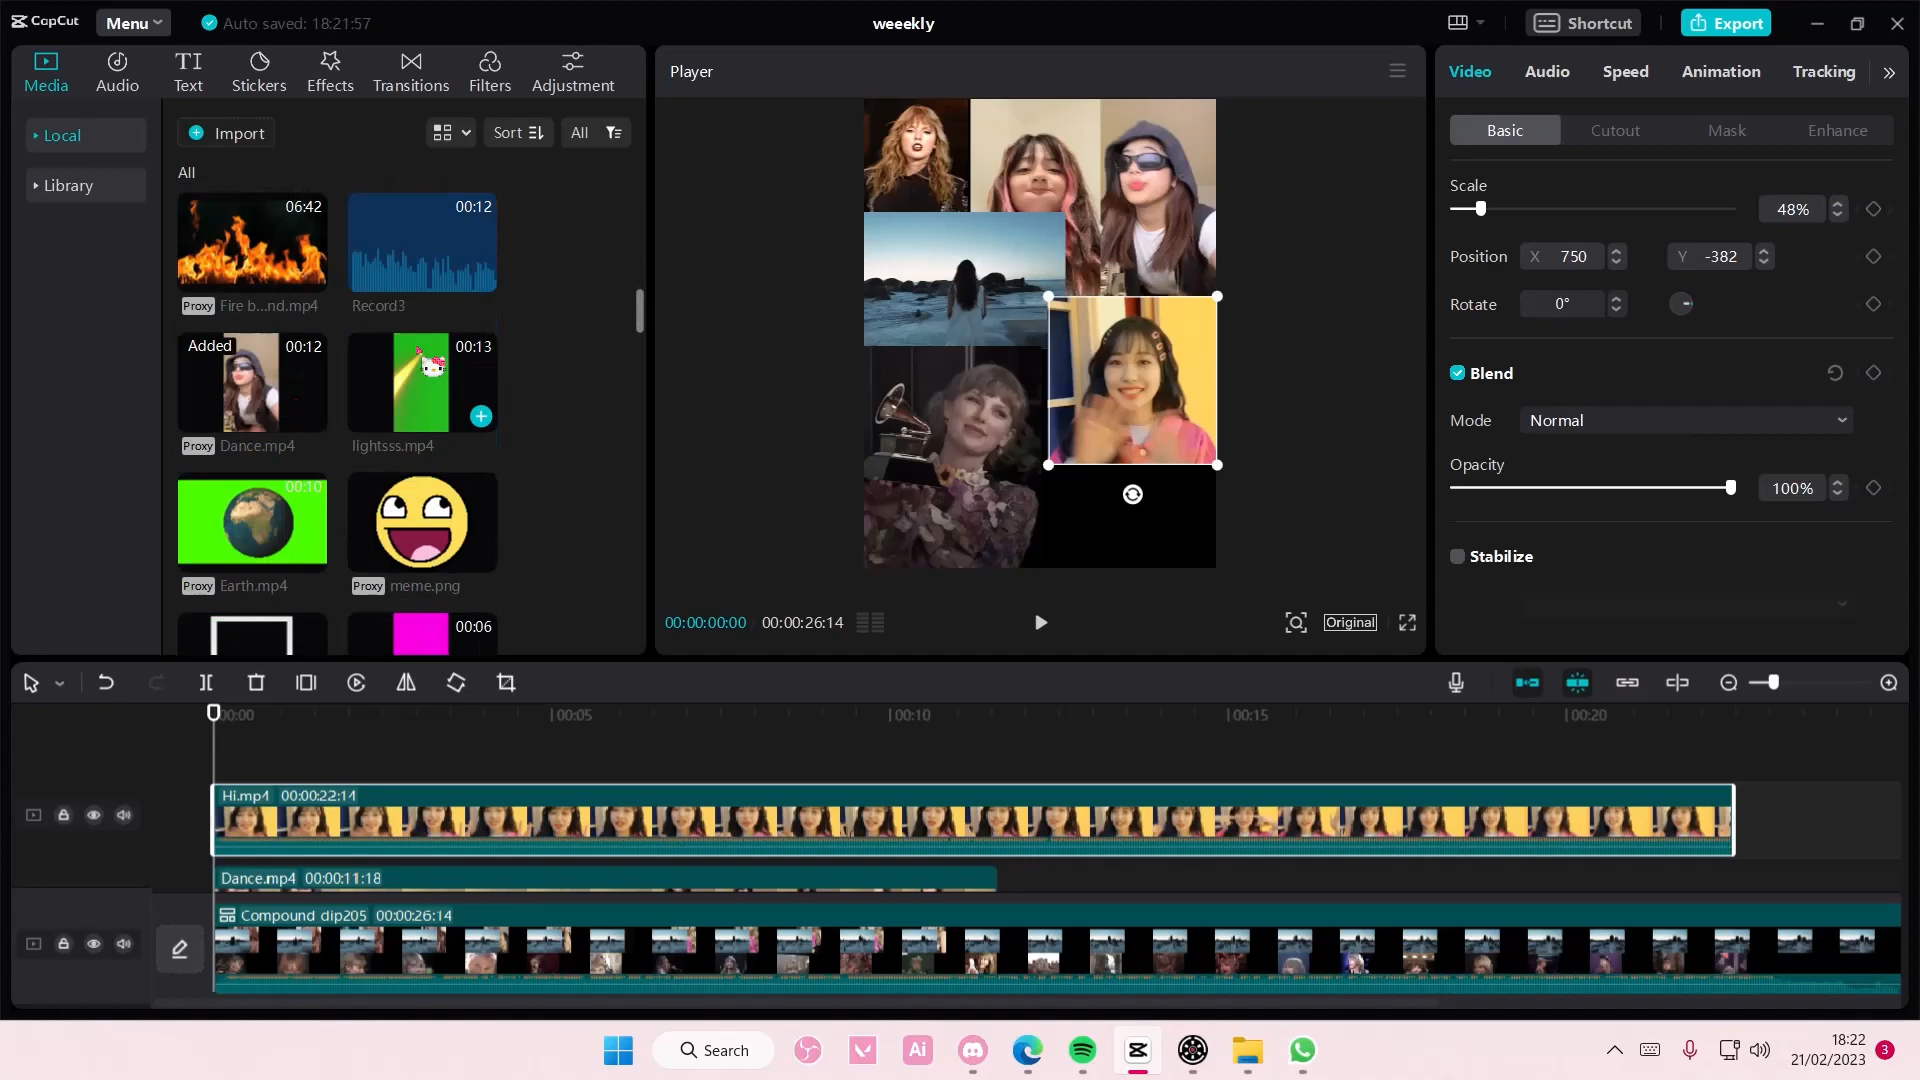 CapCut
Menu
Auto saved: 18:21:57
weeekly
Shortcut
Export
Media
Audio
Text
Stickers
Effects
Transitions
Filters
Adjustment
Local
Library
Import
Sort
All
All
06:42
Proxy Fire b...nd.mp4
00:12
Record3
Added
00:12
Proxy Dance.mp4
00:13
lightsss.mp4
00:10
Proxy Earth.mp4
Proxy meme.png
00:06
Player
00:00:00:00
00:00:26:14
Original
Video
Audio
Speed
Animation
Tracking
Basic
Cutout
Mask
Enhance
Scale
48%
Position X 750 Y -382
Rotate 0°
Blend
Mode Normal
Opacity
100%
Stabilize
00:00
00:05
00:10
00:15
00:20
Hi.mp4 00:00:22:14
Dance.mp4 00:00:11:18
Compound clip205 00:00:26:14
Search
Ai
18:22
21/02/2023
3